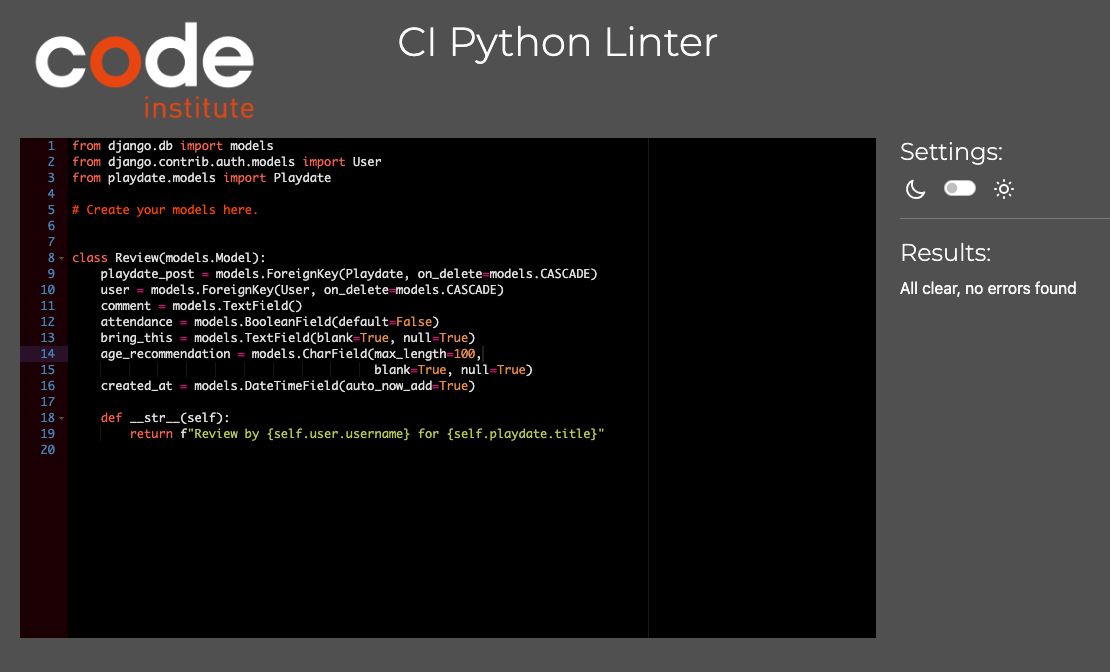 code
institute
CI Python Linter
1 from django.db import models
2 from django.contrib.auth.models import User
3 from playdate.models import Playdate
4
5 # Create your models here.
6
7
8 class Review(models.Model):
9     playdate_post = models.ForeignKey(Playdate, on_delete=models.CASCADE)
10     user = models.ForeignKey(User, on_delete=models.CASCADE)
11     comment = models.TextField()
12     attendance = models.BooleanField(default=False)
13     bring_this = models.TextField(blank=True, null=True)
14     age_recommendation = models.CharField(max_length=100,
15                                           blank=True, null=True)
16     created_at = models.DateTimeField(auto_now_add=True)
17
18     def __str__(self):
19         return f"Review by {self.user.username} for {self.playdate.title}"
20
Settings:
Results:
All clear, no errors found